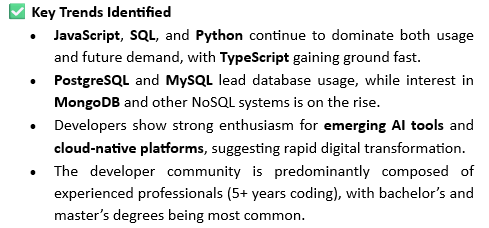 ✅ Key Trends Identified
• JavaScript, SQL, and Python continue to dominate both usage
and future demand, with TypeScript gaining ground fast.
• PostgreSQL and MySQL lead database usage, while interest in
MongoDB and other NoSQL systems is on the rise.
• Developers show strong enthusiasm for emerging AI tools and
cloud-native platforms, suggesting rapid digital transformation.
• The developer community is predominantly composed of
experienced professionals (5+ years coding), with bachelor’s and
master’s degrees being most common.